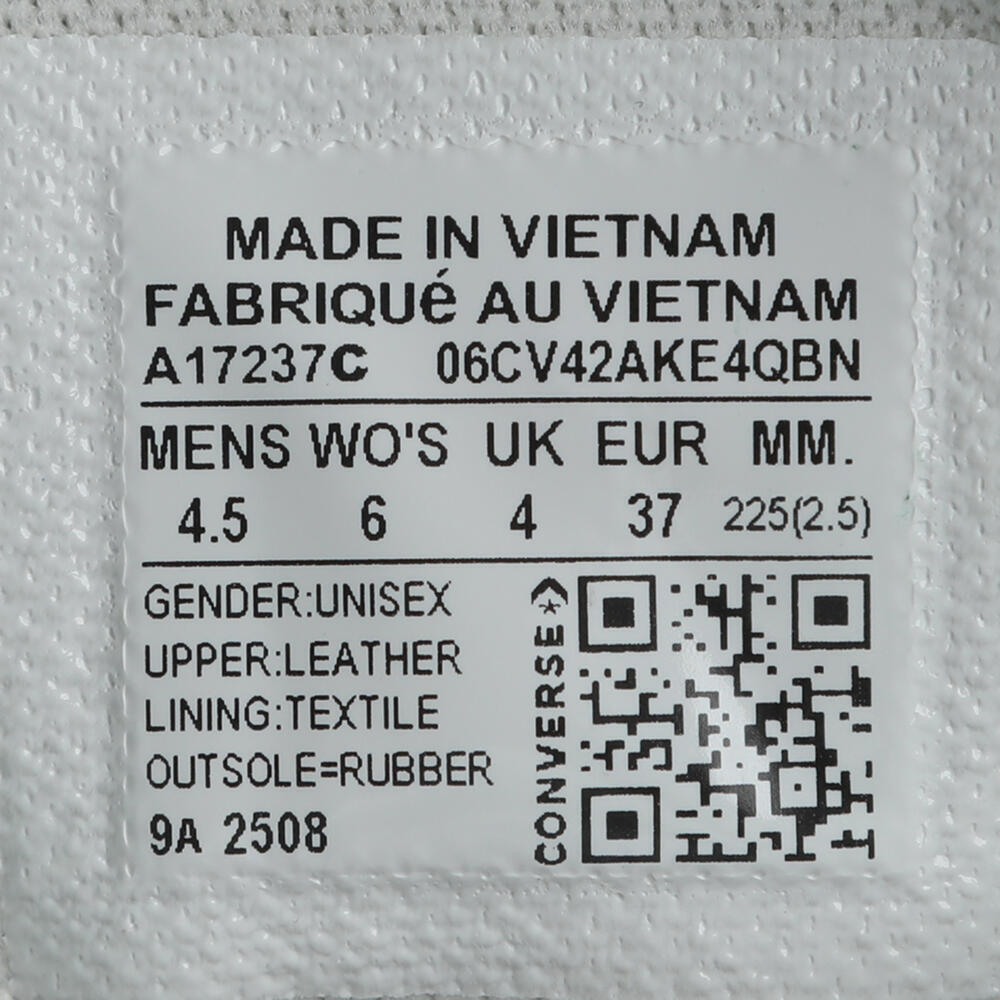 MADE IN VIETNAM
FABRIQUé AU VIETNAM
A17237C 06CV42AKE4QBN
MENS WO'S UK EUR MM.
4.5 6 4 37 225(2.5)
GENDER:UNISEX
UPPER:LEATHER
LINING:TEXTILE
OUTSOLE=RUBBER
9A 2508
CONVERSE